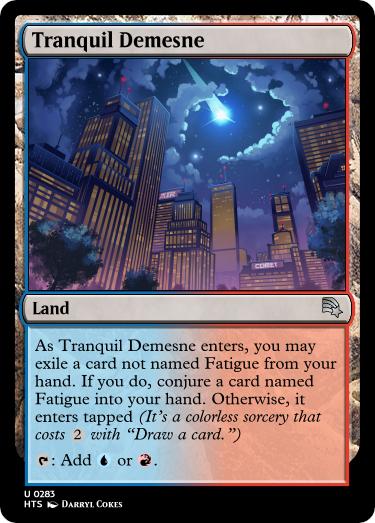 Tranquil Demesne
AIR
COMET
Land
As Tranquil Demesne enters, you may
exile a card not named Fatigue from your
hand. If you do, conjure a card named
Fatigue into your hand. Otherwise, it
enters tapped (It's a colorless sorcery that
costs 2 with “Draw a card.”)
: Add or .
U 0283
HTS Darryl Cokes